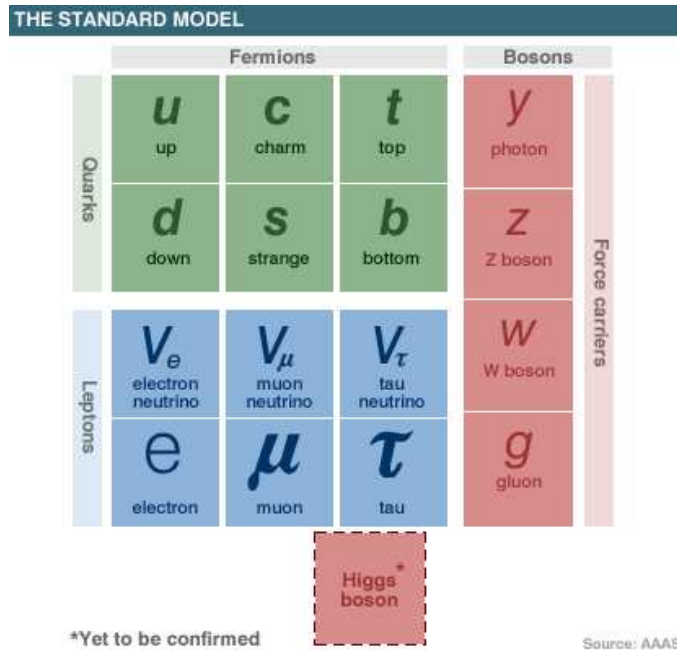 THE STANDARD MODEL
Fermions
Bosons
Quarks
u
up
c
charm
t
top
y
photon
d
down
s
strange
b
bottom
z
Z boson
Force carriers
Leptons
Ve
electron
neutrino
Vμ
muon
neutrino
Vτ
tau
neutrino
w
W boson
e
electron
μ
muon
τ
tau
g
gluon
Higgs*
boson
*Yet to be confirmed
Source: AAAS